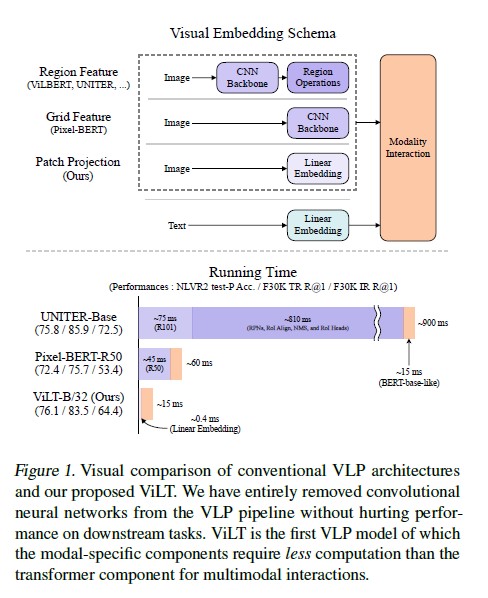 Visual Embedding Schema
Region Feature
(ViLBERT, UNITER, ...)
Image
CNN
Backbone
Region
Operations
Grid Feature
(Pixel-BERT)
Image
CNN
Backbone
Patch Projection
(Ours)
Image
Linear
Embedding
Modality
Interaction
Text
Linear
Embedding
Running Time
(Performances : NLVR2 test-P Acc. / F30K TR R@1 / F30K IR R@1)
UNITER-Base
(75.8 / 85.9 / 72.5)
~75 ms
(R101)
~810 ms
(RPNs, RoI Align, NMS, and RoI Heads)
~900 ms
~15 ms
(BERT-base-like)
Pixel-BERT-R50
(72.4 / 75.7 / 53.4)
~45 ms
(R50)
~60 ms
ViLT-B/32 (Ours)
(76.1 / 83.5 / 64.4)
~15 ms
~0.4 ms
(Linear Embedding)
Figure 1. Visual comparison of conventional VLP architectures
and our proposed ViLT. We have entirely removed convolutional
neural networks from the VLP pipeline without hurting perfor-
mance on downstream tasks. ViLT is the first VLP model of which
the modal-specific components require less computation than the
transformer component for multimodal interactions.